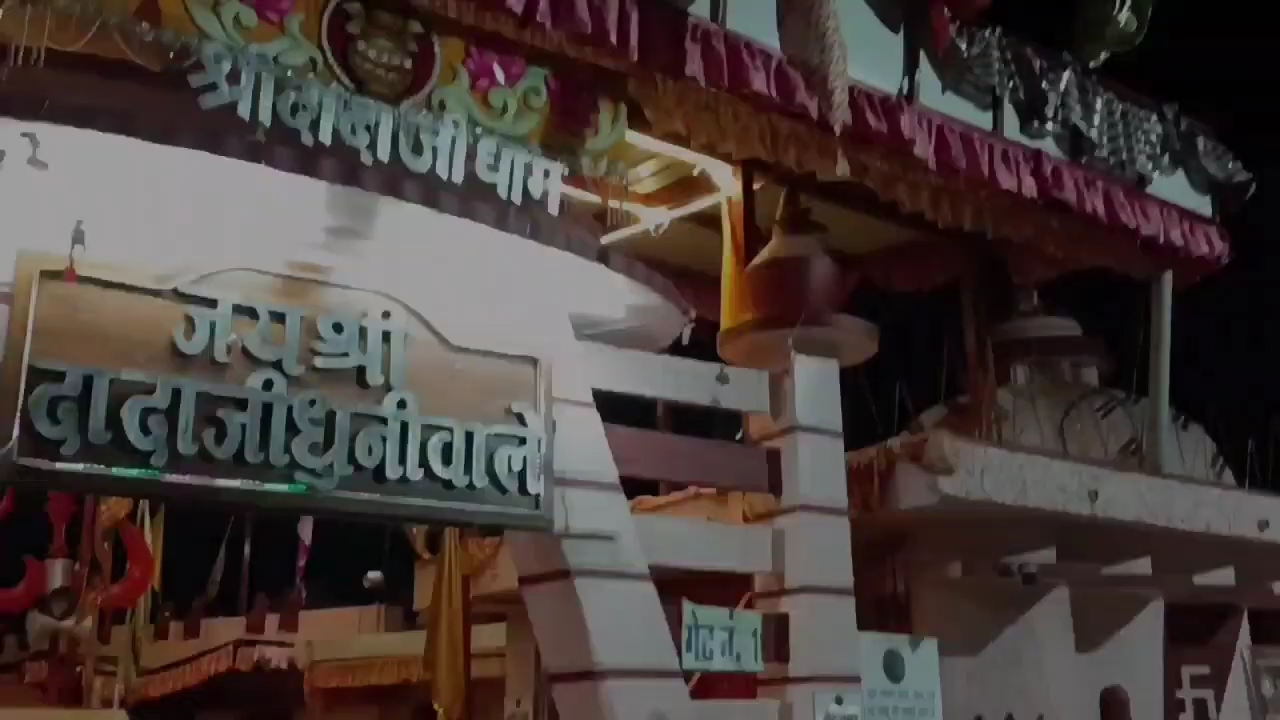 श्री दादाजी धाम
जय श्री
दादाजी धुनीवाले
गेट नं. 1